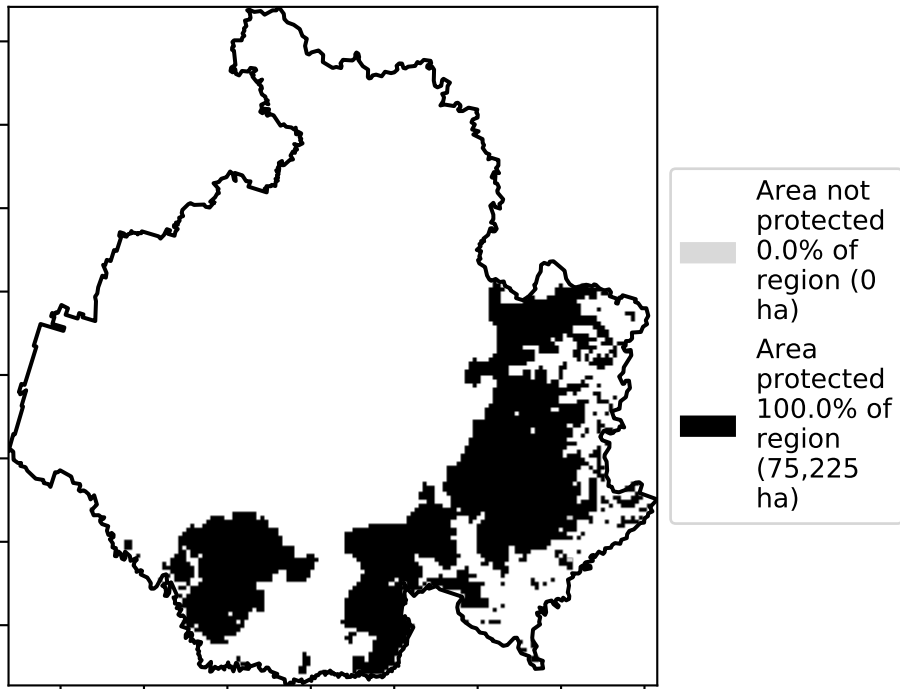 Area not
protected
0.0% of
region (0
ha)
Area
protected
100.0% of
region
(75,225
ha)